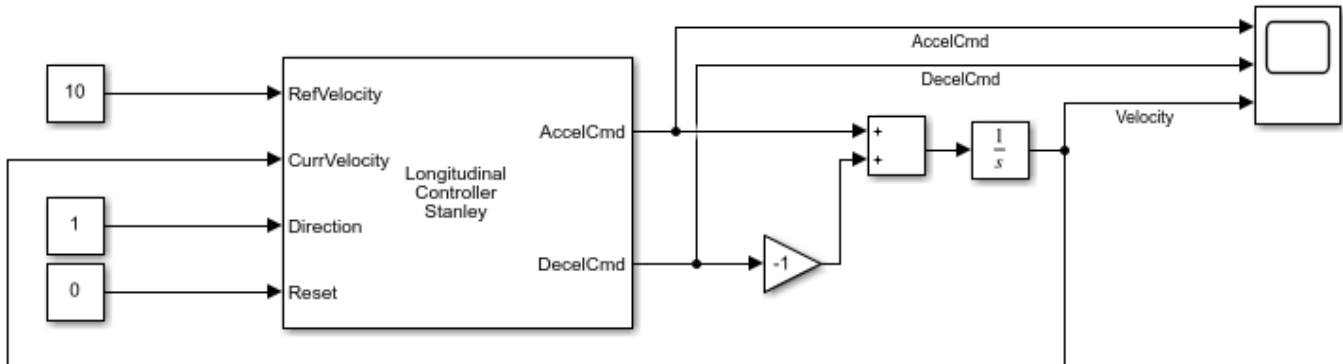 AccelCmd
10
RefVelocity
DecelCmd
Velocity
+
AccelCmd
1
s
CurrVelocity
+
Longitudinal
Controller
Stanley
1
Direction
DecelCmd
-1
0
Reset